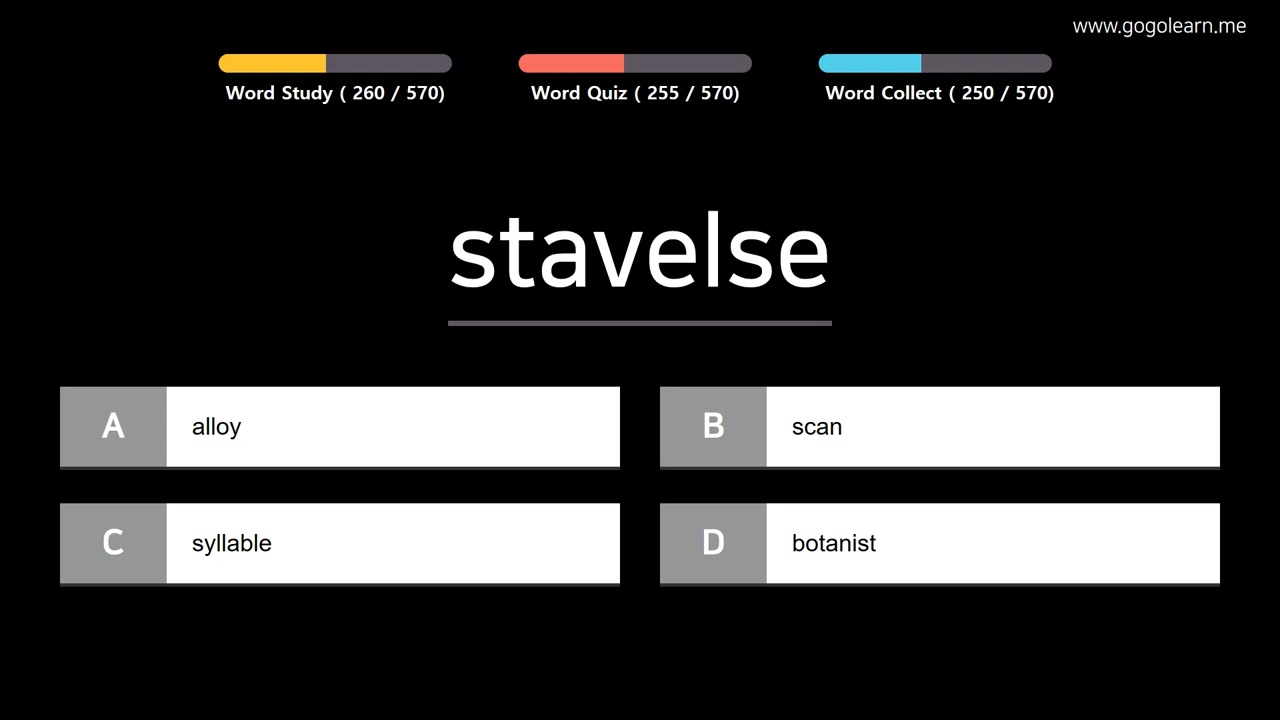 www.gogolearn.me
Word Study ( 260 / 570)
Word Quiz ( 255 / 570)
Word Collect ( 250 / 570)
stavelse
A alloy
B scan
C syllable
D botanist